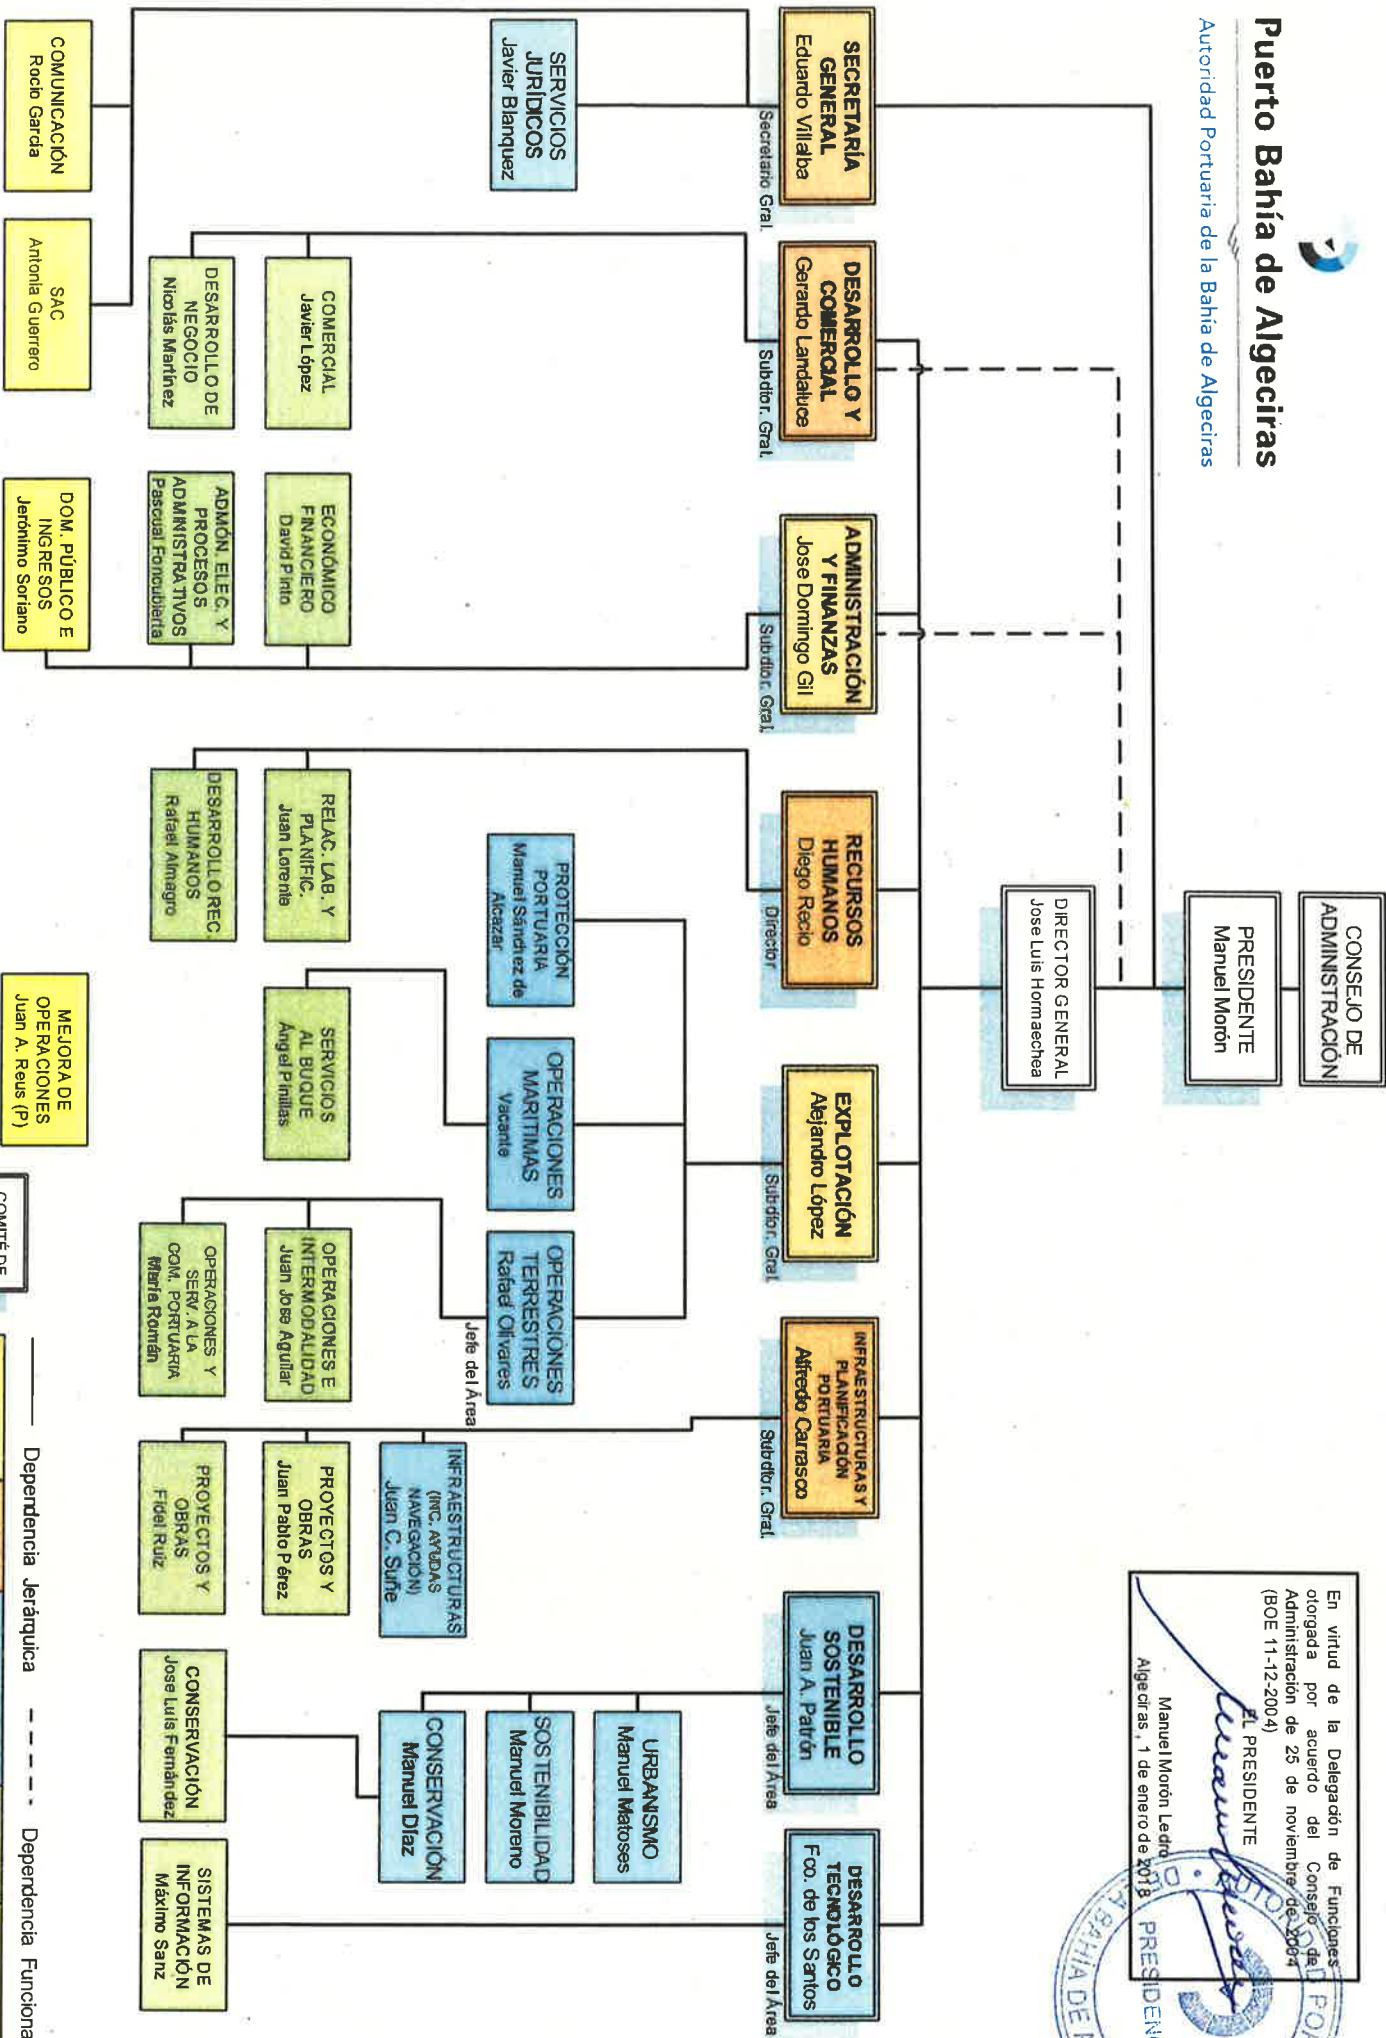 Puerto Bahía de Algeciras
Autoridad Portuaria de la Bahía de Algeciras
CONSEJO DE
ADMINISTRACIÓN
PRESIDENTE
Manuel Morón
DIRECTOR GENERAL
Jose Luis Hormaechea
En virtud de la Delegación de Funciones
otorgada por acuerdo del Consejo de
Administración de 25 de noviembre de 2004
(BOE 11-12-2004)
EL PRESIDENTE
Manuel Morón Ledro
Algeciras, 1 de enero de 2018
PRESIDEN
SECRETARÍA
GENERAL
Eduardo Villalba
Secretario Gral.
DESARROLLO Y
COMERCIAL
Gerardo Landaluce
Subdtor. Gral.
ADMINISTRACIÓN
Y FINANZAS
Jose Domingo Gil
Subdtor. Gral.
RECURSOS
HUMANOS
Diego Recio
Director
EXPLOTACIÓN
Alejandro López
Subdtor. Gral.
INFRAESTRUCTURAS Y
PLANIFICACIÓN
PORTUARIA
Alfredo Carrasco
Subdtor. Gral.
DESARROLLO
SOSTENIBLE
Juan A. Patrón
Jefe del Área
DESARROLLO
TECNOLÓGICO
Fco. de los Santos
Jefe del Área
SERVICIOS
JURÍDICOS
Javier Blanquez
PROTECCIÓN
PORTUARIA
Manuel Sánchez de
Alcazar
OPERACIONES
MARITIMAS
Vacante
OPERACIONES
TERRESTRES
Rafael Olivares
Jefe del Área
URBANISMO
Manuel Matoses
SOSTENIBILIDAD
Manuel Moreno
INFRAESTRUCTURAS
(INC. AYUDAS
NAVEGACIÓN)
Juan C. Suñe
CONSERVACIÓN
Manuel Díaz
COMERCIAL
Javier López
ECONÓMICO
FINANCIERO
David Pinto
RELAC. LAB. Y
PLANIFIC.
Juan Lorente
SERVICIOS
AL BUQUE
Ángel Pinillas
OPERACIONES E
INTERMODALIDAD
Juan Jose Aguilar
PROYECTOS Y
OBRAS
Juan Pablo Pérez
DESARROLLO DE
NEGOCIO
Nicolás Martínez
ADMÓN. ELEC. Y
PROCESOS
ADMINISTRATIVOS
Pascual Foncubierta
DESARROLLO REC.
HUMANOS
Rafael Almagro
OPERACIONES Y
SERV. A LA
COM. PORTUARIA
María Román
PROYECTOS Y
OBRAS
Fidel Ruiz
CONSERVACIÓN
Jose Luis Fernández
SISTEMAS DE
INFORMACIÓN
Máximo Sanz
COMUNICACIÓN
Rocio García
SAC
Antonia Guerrero
DOM. PÚBLICO E
INGRESOS
Jerónimo Soriano
MEJORA DE
OPERACIONES
Juan A. Reus (P)
COMITÉ DE
Dependencia Jerárquica
Dependencia Funciona